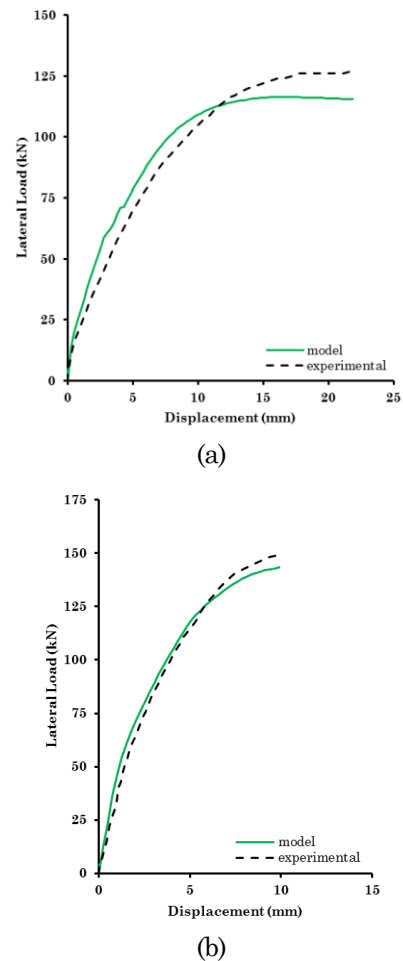 150
125
100
75
50
25
0
Lateral Load (kN)
model
experimental
0 5 10 15 20 25
Displacement (mm)
(a)
175
150
125
100
75
50
25
0
Lateral Load (kN)
model
experimental
0 5 10 15
Displacement (mm)
(b)